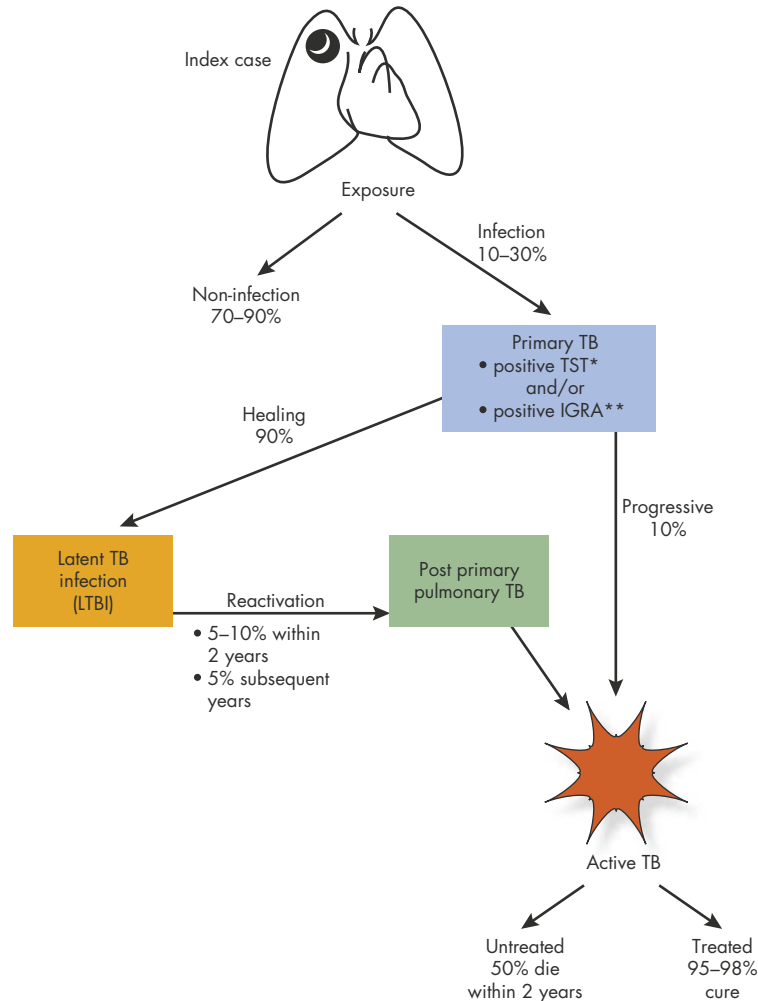 Index case
Exposure
Infection
10–30%
Non-infection
70–90%
Primary TB
• positive TST*
and/or
• positive IGRA**
Healing
90%
Progressive
10%
Latent TB
infection
(LTBI)
Reactivation
• 5–10% within
2 years
• 5% subsequent
years
Post primary
pulmonary TB
Active TB
Untreated
50% die
within 2 years
Treated
95–98%
cure